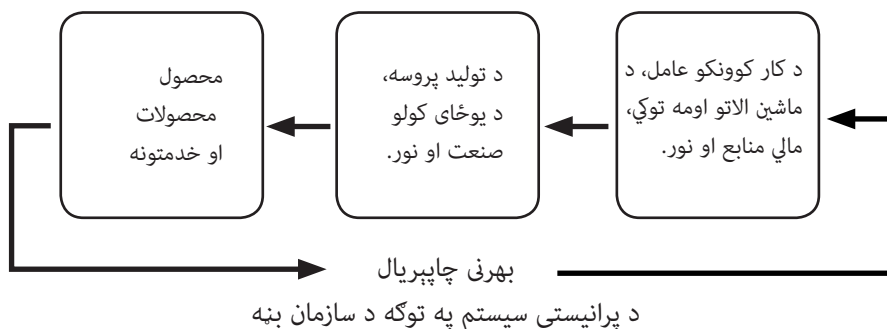 د کار کوونکو عامل، د
ماشین الاتو اومه توکي،
مالي منابع او نور.
د تولید پروسه،
د یوځای کولو
صنعت او نور.
محصول
محصولات
او خدمتونه
بهرنی چاپېریال
د پرانیستي سیستم په توګه د سازمان بڼه